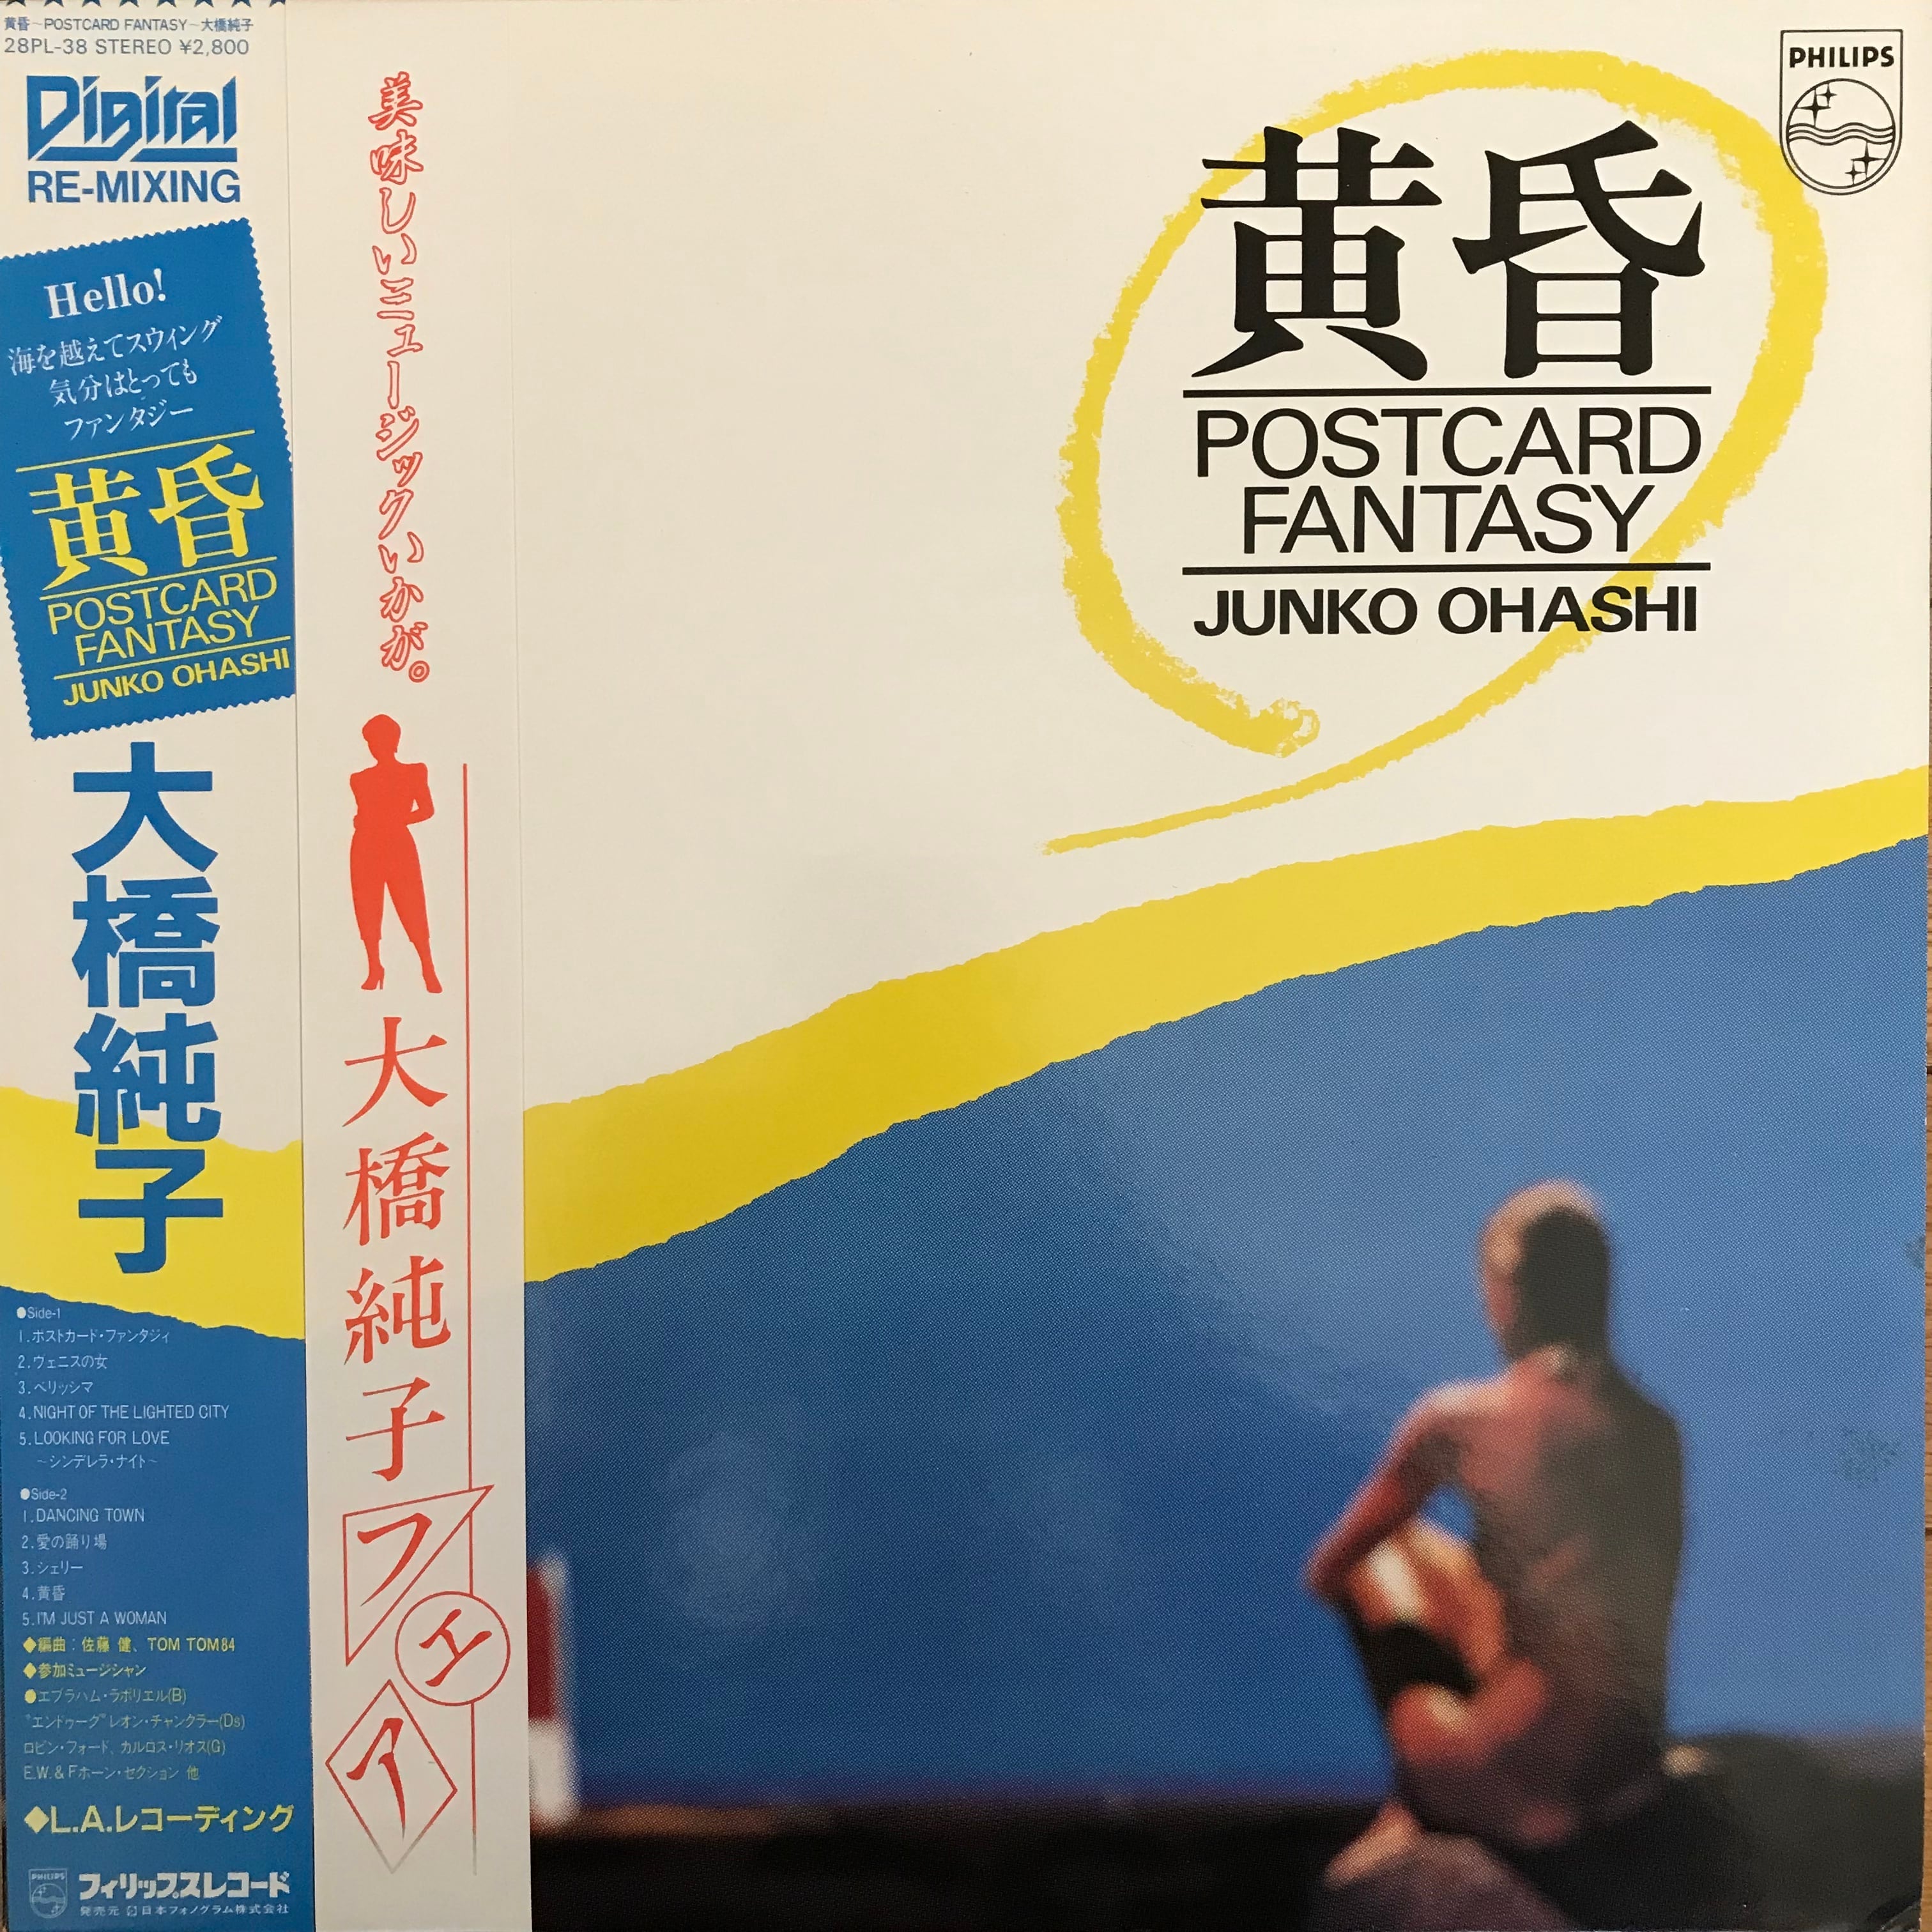 黄昏~POSTCARD FANTASY~大橋純子
28PL-38 STEREO ¥2,800
Digital
RE-MIXING
Hello!
海を越えてスウィング
気分はとっても
ファンタジー
黄昏
POSTCARD
FANTASY
JUNKO OHASHI
大橋純子
●Side-1
1.ポストカード・ファンタジィ
2.ヴェニスの女
3.ベリッシマ
4.NIGHT OF THE LIGHTED CITY
5.LOOKING FOR LOVE
~シンデレラ・ナイト~
●Side-2
1.DANCING TOWN
2.愛の踊り場
3.シェリー
4.黄昏
5.I'M JUST A WOMAN
◆編曲：佐藤 健、TOM TOM84
◆参加ミュージシャン
●エブラハム・ラボリエル(B)
"エンドゥーグ"レオン・チャンクラー(Ds)
ロビン・フォード、カルロス・リオス(G)
E.W.& Fホーン・セクション 他
◆L.A.レコーディング
PHILIPS
フィリップスレコード
発売元 日本フォノグラム株式会社
美味しいミュージックいかが。
大橋純子フェア
黄昏
POSTCARD
FANTASY
JUNKO OHASHI
PHILIPS